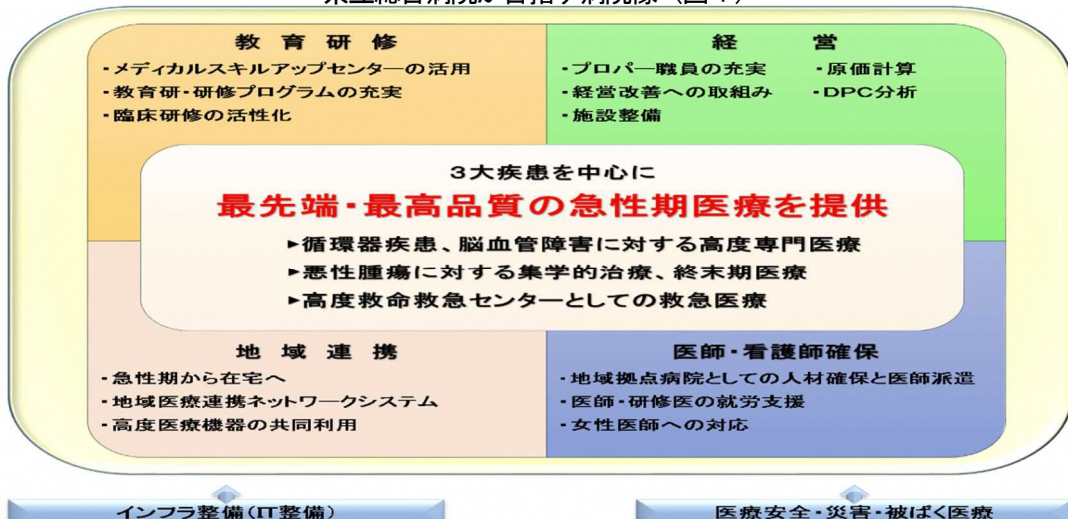 教 育 研 修
・メディカルスキルアップセンターの活用
・教育研・研修プログラムの充実
・臨床研修の活性化
経 営
・プロパー職員の充実 ・原価計算
・経営改善への取組み ・DPC分析
・施設整備
3大疾患を中心に
最先端・最高品質の急性期医療を提供
▸循環器疾患、脳血管障害に対する高度専門医療
▸悪性腫瘍に対する集学的治療、終末期医療
▸高度救命救急センターとしての救急医療
地 域 連 携
・急性期から在宅へ
・地域医療連携ネットワークシステム
・高度医療機器の共同利用
医師・看護師確保
・地域拠点病院としての人材確保と医師派遣
・医師・研修医の就労支援
・女性医師への対応
インフラ整備(IT整備)
医療安全・災害・被ばく医療